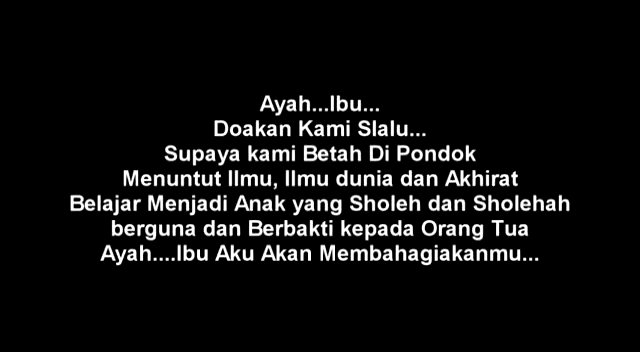 Ayah...Ibu...
Doakan Kami Slalu...
Supaya kami Betah Di Pondok
Menuntut Ilmu, Ilmu dunia dan Akhirat
Belajar Menjadi Anak yang Sholeh dan Sholehah
berguna dan Berbakti kepada Orang Tua
Ayah....Ibu Aku Akan Membahagiakanmu...